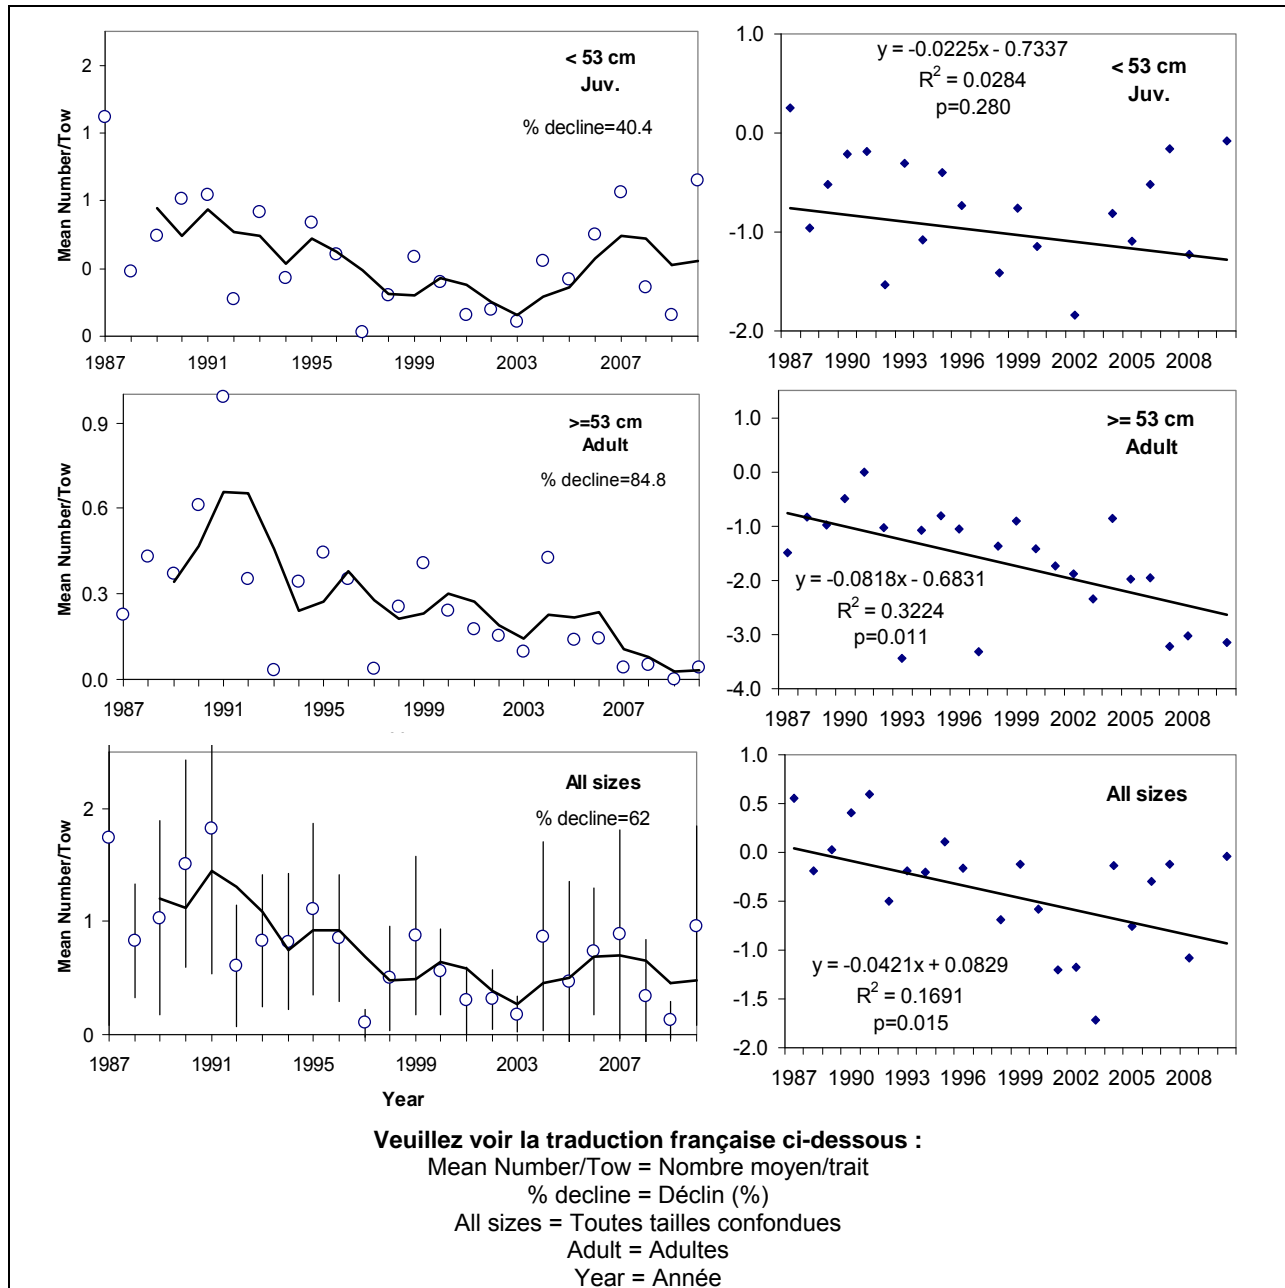 2
1
1
0
0
Mean Number/Tow
< 53 cm
Juv.
% decline=40.4
1987 1991 1995 1999 2003 2007
1.0
0.0
-1.0
-2.0
y = -0.0225x - 0.7337
R² = 0.0284
p=0.280
< 53 cm
Juv.
1987 1990 1993 1996 1999 2002 2005 2008
0.9
0.6
0.3
0.0
Mean Number/Tow
>=53 cm
Adult
% decline=84.8
1987 1991 1995 1999 2003 2007
1.0
0.0
-1.0
-2.0
-3.0
-4.0
>= 53 cm
Adult
y = -0.0818x - 0.6831
R² = 0.3224
p=0.011
1987 1990 1993 1996 1999 2002 2005 2008
2
1
0
Mean Number/Tow
All sizes
% decline=62
1987 1991 1995 1999 2003 2007
Year
1.0
0.5
0.0
-0.5
-1.0
-1.5
-2.0
All sizes
y = -0.0421x + 0.0829
R² = 0.1691
p=0.015
1987 1990 1993 1996 1999 2002 2005 2008
Veuillez voir la traduction française ci-dessous :
Mean Number/Tow = Nombre moyen/trait
% decline = Déclin (%)
All sizes = Toutes tailles confondues
Adult = Adultes
Year = Année